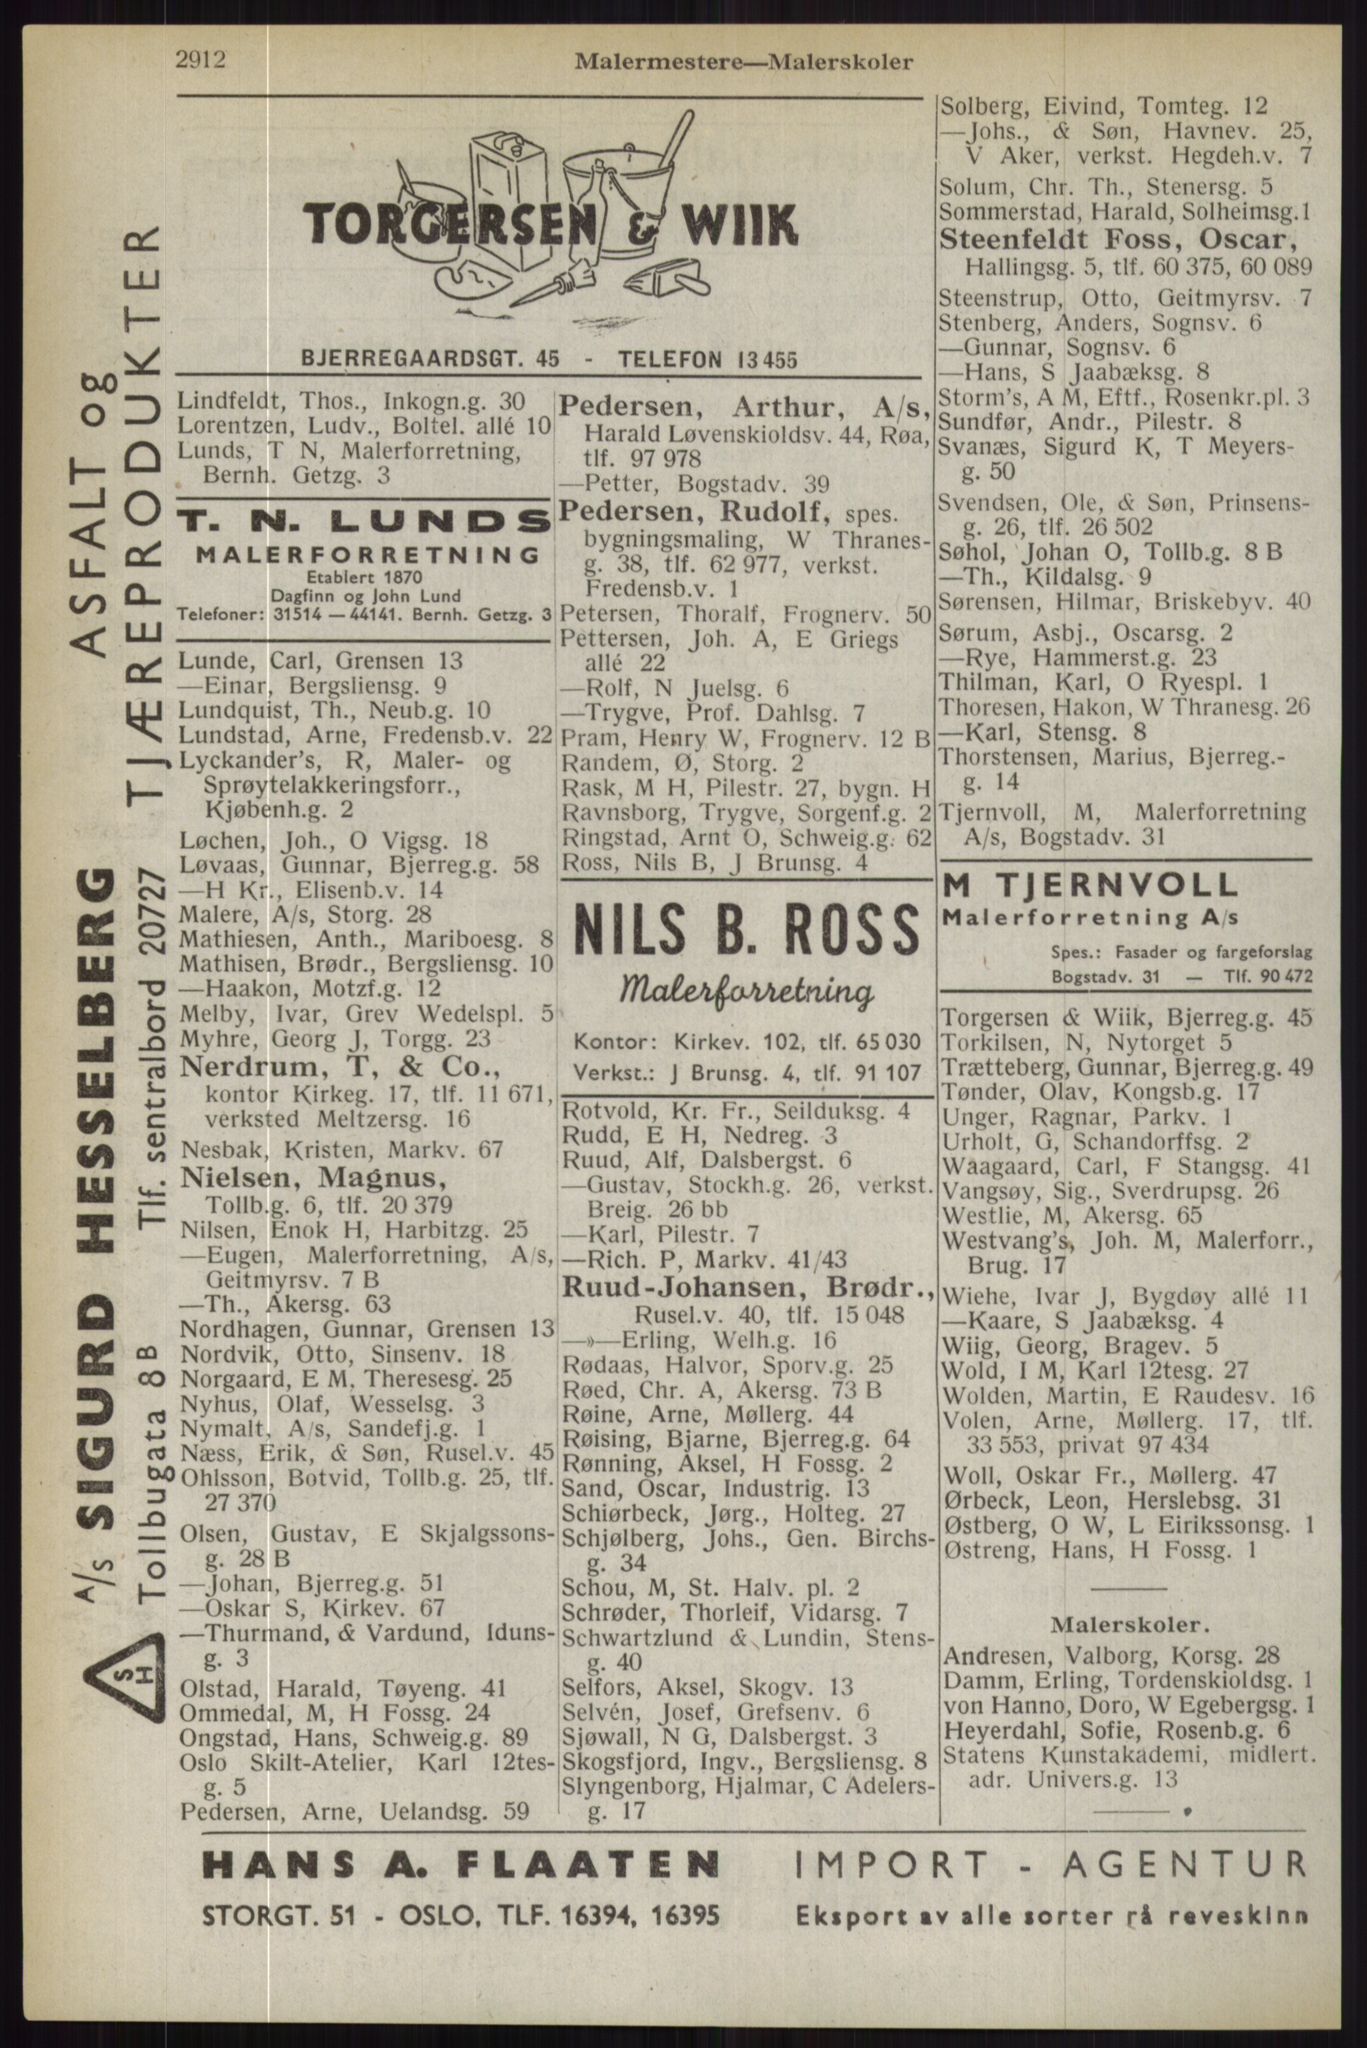 2912
Malermestere—Malerskoler
TORGERSEN & WIIK
BJERREGAARDSGT. 45 - TELEFON 13 455
ASFALT og
TJÆREPRODUKTER
A/S SIGURD HESSELBERG
Tollbugata 8 B Tlf. sentralbord 20727
SH
Lindfeldt, Thos., Inkogn.g. 30
Lorentzen, Ludv., Boltel. allé 10
Lunds, T N, Malerforretning,
Bernh. Getzg. 3
T. N. LUNDS
MALERFORRETNING
Etablert 1870
Dagfinn og John Lund
Telefoner: 31514 — 44141. Bernh. Getzg. 3
Lunde, Carl, Grensen 13
—Einar, Bergsliensg. 9
Lundquist, Th., Neub.g. 10
Lundstad, Arne, Fredensb.v. 22
Lyckander's, R, Maler- og
Sprøytelakkeringsforr.,
Kjøbenh.g. 2
Løchen, Joh., O Vigsg. 18
Løvaas, Gunnar, Bjerreg.g. 58
—H Kr., Elisenb.v. 14
Malere, A/s, Storg. 28
Mathiesen, Anth., Mariboesg. 8
Mathisen, Brødr., Bergsliensg. 10
—Haakon, Motzf.g. 12
Melby, Ivar, Grev Wedelspl. 5
Myhre, Georg J, Torgg. 23
Nerdrum, T, & Co.,
kontor Kirkeg. 17, tlf. 11 671,
verksted Meltzersg. 16
Nesbak, Kristen, Markv. 67
Nielsen, Magnus,
Tollb.g. 6, tlf. 20 379
Nilsen, Enok H, Harbitzg. 25
—Eugen, Malerforretning, A/s,
Geitmyrsv. 7 B
—Th., Akersg. 63
Nordhagen, Gunnar, Grensen 13
Nordvik, Otto, Sinsenv. 18
Norgaard, E M, Theresesg. 25
Nyhus, Olaf, Wesselsg. 3
Nymalt, A/s, Sandefj.g. 1
Næss, Erik, & Søn, Rusel.v. 45
Ohlsson, Botvid, Tollb.g. 25, tlf.
27 370
Olsen, Gustav, E Skjalgssons-
g. 28 B
—Johan, Bjerreg.g. 51
—Oskar S, Kirkev. 67
—Thurmand, & Vardund, Iduns-
g. 3
Olstad, Harald, Tøyeng. 41
Ommedal, M, H Fossg. 24
Ongstad, Hans, Schweig.g. 89
Oslo Skilt-Atelier, Karl 12tes-
g. 5
Pedersen, Arne, Uelandsg. 59
Pedersen, Arthur, A/s,
Harald Løvenskioldsv. 44, Røa,
tlf. 97 978
—Petter, Bogstadv. 39
Pedersen, Rudolf, spes.
bygningsmaling, W Thranes-
g. 38, tlf. 62 977, verkst.
Fredensb.v. 1
Petersen, Thoralf, Frognerv. 50
Pettersen, Joh. A, E Griegs
allé 22
—Rolf, N Juelsg. 6
—Trygve, Prof. Dahlsg. 7
Pram, Henry W, Frognerv. 12 B
Randem, Ø, Storg. 2
Rask, M H, Pilestr. 27, bygn. H
Ravnsborg, Trygve, Sorgenf.g. 2
Ringstad, Arnt O, Schweig.g. 62
Ross, Nils B, J Brunsg. 4
NILS B. ROSS
Malerforretning
Kontor: Kirkev. 102, tlf. 65 030
Verkst.: J Brunsg. 4, tlf. 91 107
Rotvold, Kr. Fr., Seilduksg. 4
Rudd, E H, Nedreg. 3
Ruud, Alf, Dalsbergst. 6
—Gustav, Stockh.g. 26, verkst.
Breig. 26 bb
—Karl, Pilestr. 7
—Rich. P, Markv. 41/43
Ruud-Johansen, Brødr.,
Rusel.v. 40, tlf. 15 048
—»—Erling, Welh.g. 16
Rødaas, Halvor, Sporv.g. 25
Røed, Chr. A, Akersg. 73 B
Røine, Arne, Møllerg. 44
Røising, Bjarne, Bjerreg.g. 64
Rønning, Aksel, H Fossg. 2
Sand, Oscar, Industrig. 13
Schiørbeck, Jørg., Holteg. 27
Schjølberg, Johs., Gen. Birchs-
g. 34
Schou, M, St. Halv. pl. 2
Schrøder, Thorleif, Vidarsg. 7
Schwartzlund & Lundin, Stens-
g. 40
Selfors, Aksel, Skogv. 13
Selvén, Josef, Grefsenv. 6
Sjøwall, N G, Dalsbergst. 3
Skogsfjord, Ingv., Bergsliensg. 8
Slyngenborg, Hjalmar, C Adelers-
g. 17
Solberg, Eivind, Tomteg. 12
—Johs., & Søn, Havnev. 25,
V Aker, verkst. Hegdeh.v. 7
Solum, Chr. Th., Stenersg. 5
Sommerstad, Harald, Solheimsg. 1
Steenfeldt Foss, Oscar,
Hallingsg. 5, tlf. 60 375, 60 089
Steenstrup, Otto, Geitmyrsv. 7
Stenberg, Anders, Sognsv. 6
—Gunnar, Sognsv. 6
—Hans, S Jaabæksg. 8
Storm's, A M, Eftf., Rosenkr.pl. 3
Sundfør, Andr., Pilestr. 8
Svanæs, Sigurd K, T Meyers-
g. 50
Svendsen, Ole, & Søn, Prinsens-
g. 26, tlf. 26 502
Søhol, Johan O, Tollb.g. 8 B
—Th., Kildalsg. 9
Sørensen, Hilmar, Briskebyv. 40
Sørum, Asbj., Oscarsg. 2
—Rye, Hammerst.g. 23
Thilman, Karl, O Ryespl. 1
Thoresen, Hakon, W Thranesg. 26
—Karl, Stensg. 8
Thorstensen, Marius, Bjerreg.-
g. 14
Tjernvoll, M, Malerforretning
A/s, Bogstadv. 31
M TJERNVOLL
Malerforretning A/s
Spes.: Fasader og fargeforslag
Bogstadv. 31 — Tlf. 90 472
Torgersen & Wiik, Bjerreg.g. 45
Torkilsen, N, Nytorget 5
Trætteberg, Gunnar, Bjerreg.g. 49
Tønder, Olav, Kongsb.g. 17
Unger, Ragnar, Parkv. 1
Urholt, G, Schandorffsg. 2
Waagaard, Carl, F Stangsg. 41
Vangsøy, Sig., Sverdrupsg. 26
Westlie, M, Akersg. 65
Westvang's, Joh. M, Malerforr.,
Brug. 17
Wiehe, Ivar J, Bygdøy allé 11
—Kaare, S Jaabæksg. 4
Wiig, Georg, Bragev. 5
Wold, I M, Karl 12tesg. 27
Wolden, Martin, E Raudesv. 16
Volen, Arne, Møllerg. 17, tlf.
33 553, privat 97 434
Woll, Oskar Fr., Møllerg. 47
Ørbeck, Leon, Herslebsg. 31
Østberg, O W, L Eirikssonsg. 1
Østreng, Hans, H Fossg. 1
Malerskoler.
Andresen, Valborg, Korsg. 28
Damm, Erling, Tordenskioldsg. 1
von Hanno, Doro, W Egebergsg. 1
Heyerdahl, Sofie, Rosenb.g. 6
Statens Kunstakademi, midlert.
adr. Univers.g. 13
HANS A. FLAATEN IMPORT - AGENTUR
STORGT. 51 - OSLO, TLF. 16394, 16395 Eksport av alle sorter rå reveskinn